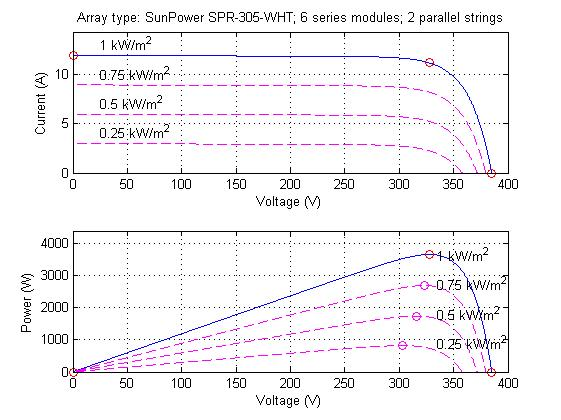 Array type: SunPower SPR-305-WHT; 6 series modules; 2 parallel strings
1 kW/m²
0.75 kW/m²
0.5 kW/m²
0.25 kW/m²
10
5
0
Current (A)
0 50 100 150 200 250 300 350 400
Voltage (V)
4000
3000
2000
1000
0
Power (W)
1 kW/m²
0.75 kW/m²
0.5 kW/m²
0.25 kW/m²
0 50 100 150 200 250 300 350 400
Voltage (V)